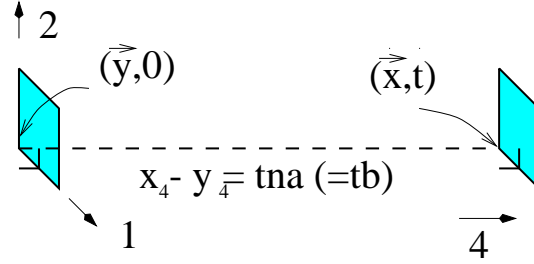 2
(y,0)
(x,t)
x₄- y₄= tna (=tb)
1
4